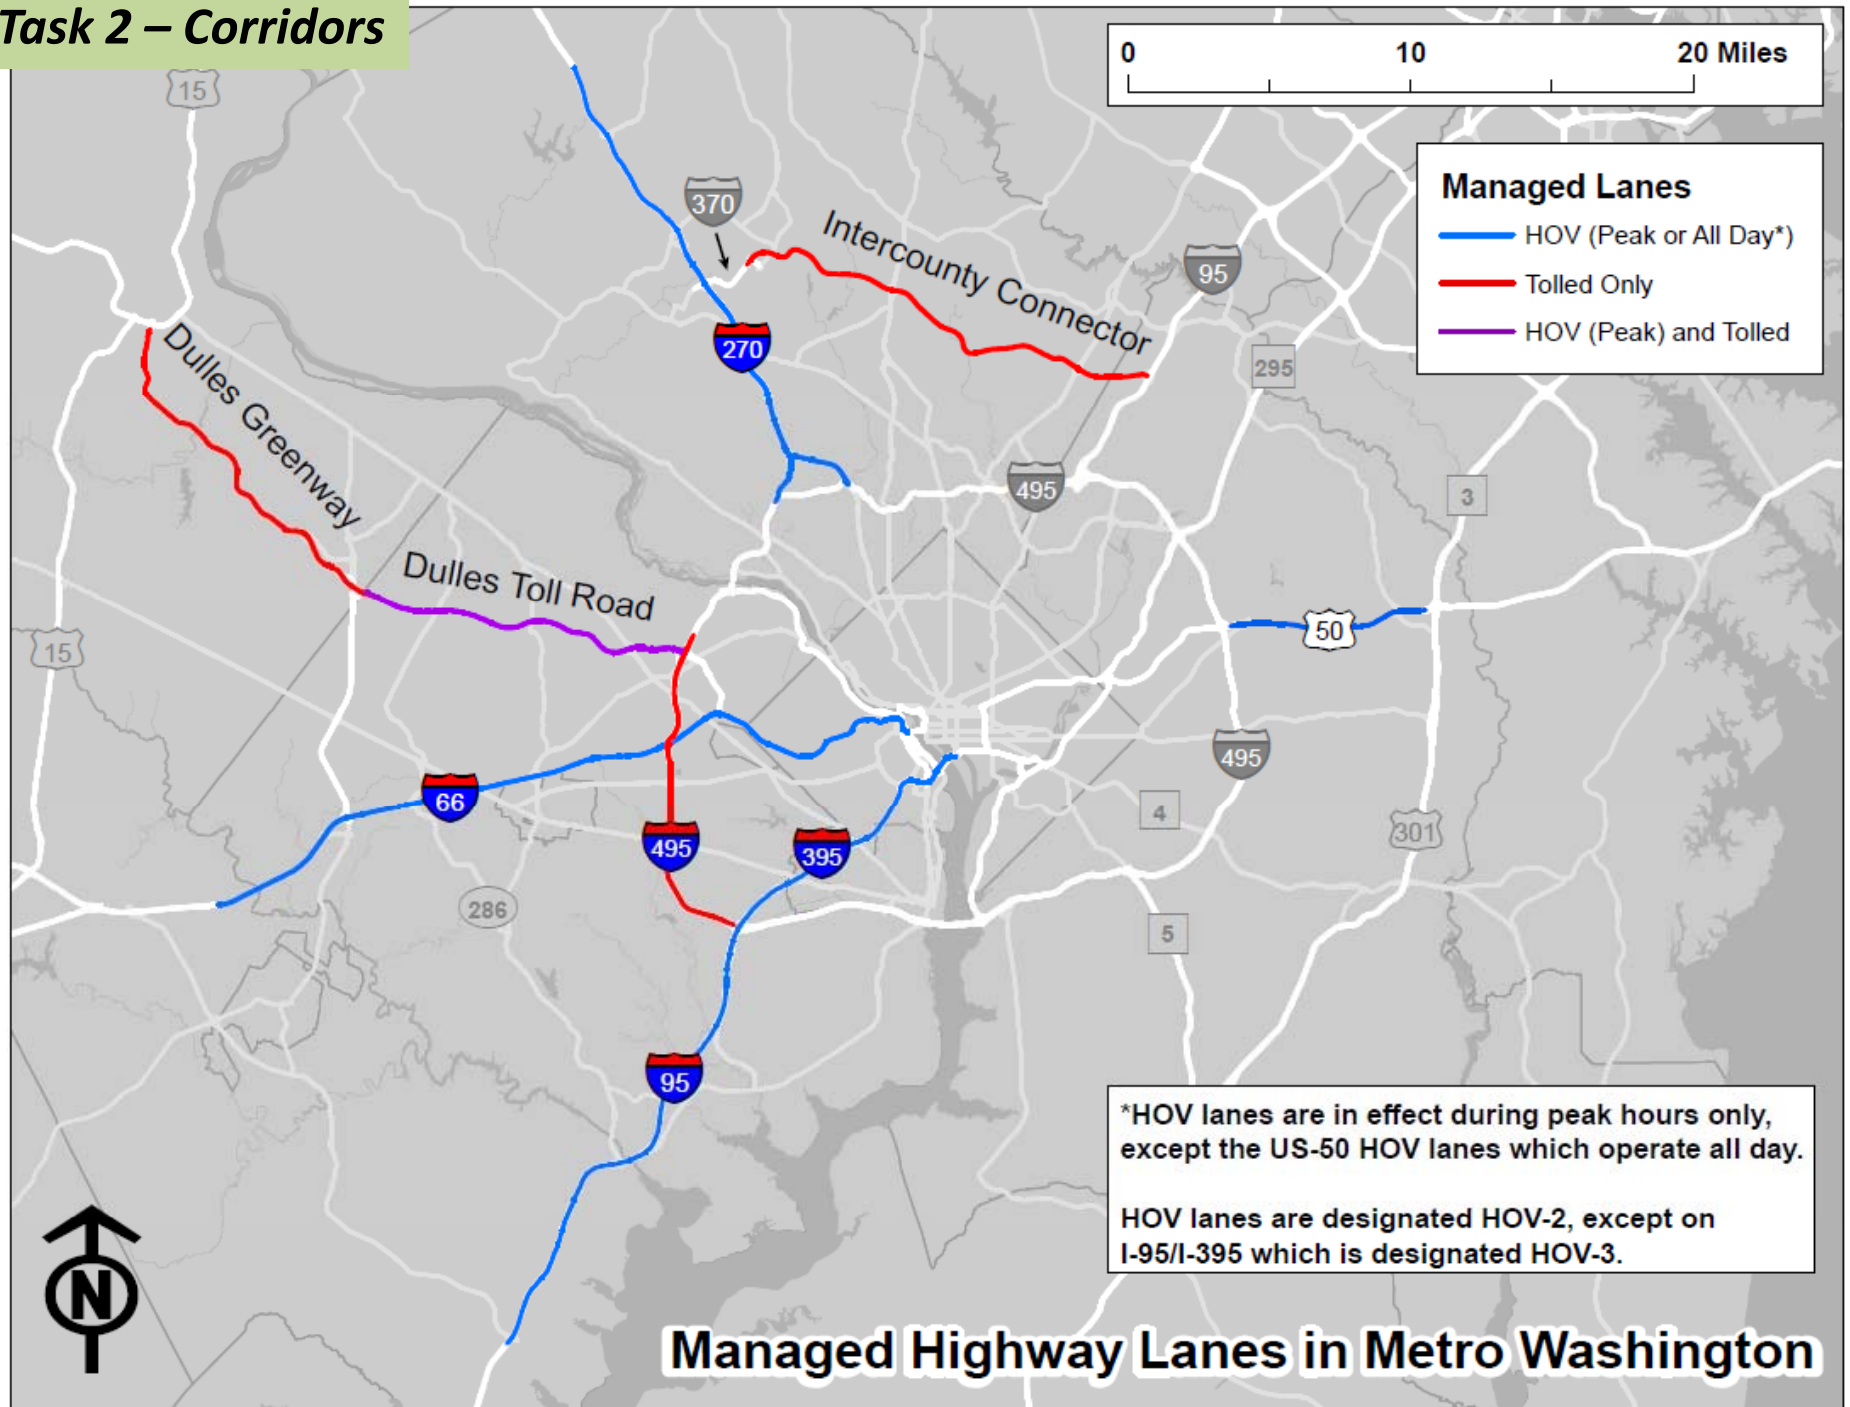 Task 2 – Corridors
0 10 20 Miles
15
Managed Lanes
HOV (Peak or All Day*)
Tolled Only
HOV (Peak) and Tolled
370
Intercounty Connector
95
270
295
Dulles Greenway
495
3
Dulles Toll Road
50
15
495
66
4
301
495
395
286
5
95
*HOV lanes are in effect during peak hours only,
except the US-50 HOV lanes which operate all day.
HOV lanes are designated HOV-2, except on
I-95/I-395 which is designated HOV-3.
N
Managed Highway Lanes in Metro Washington